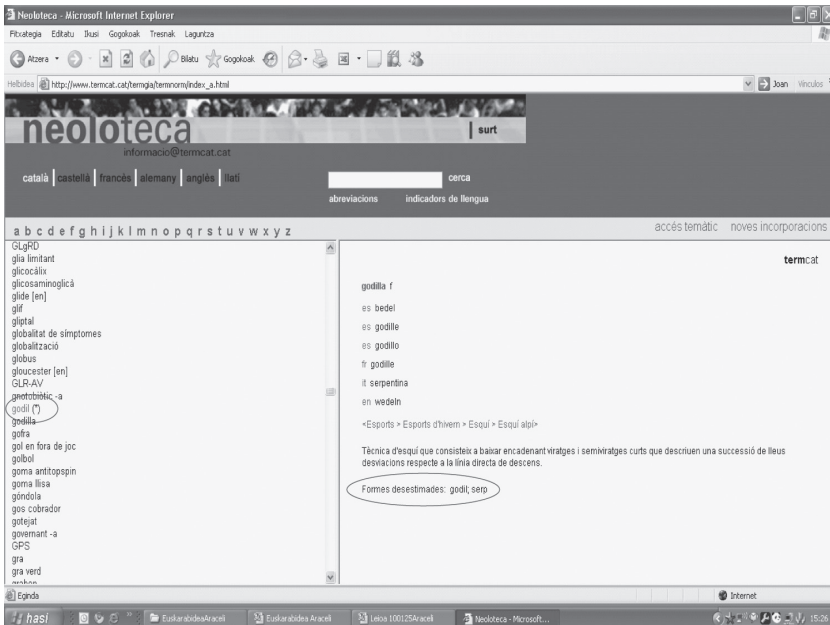 Neoloteca - Microsoft Internet Explorer
Fitxategia Editatu Ikusi Gogokoak Tresnak Laguntza
Atzera Bilatu Gogokoak
Helbidea http://www.termcat.cat/termgia/termnorm/index_a.html Joan Vínculos
neoloteca
surt
informacio@termcat.cat
català castellà francès alemany anglès llatí
cerca
abreviacions indicadors de llengua
a b c d e f g h i j k l m n o p q r s t u v w x y z
accés temàtic noves incorporacions
GLgRD
glia limitant
glicocàlix
glicosaminoglicà
glide [en]
glif
gliptal
globalitat de símptomes
globalització
globus
gloucester [en]
GLR-AV
gnotobiòtic -a
godil (*)
godilla
gofra
gol en fora de joc
golbol
goma antitopspin
goma llisa
góndola
gos cobrador
gotejat
governant -a
GPS
gra
gra verd
graben
termcat
godilla f
es bedel
es godille
es godillo
fr godille
it serpentina
en wedeln
<Esports > Esports d'hivern > Esquí > Esquí alpí>
Tècnica d'esquí que consisteix a baixar encadenant viratges i semiviratges curts que descriuen una successió de lleus
desviacions respecte a la línia directa de descens.
Formes desestimades: godil; serp
Eginda Internet
hasi EuskarabideaAraceli Euskarabidea Araceli Leioa 100125Araceli Neoloteca - Microsoft... 15:26